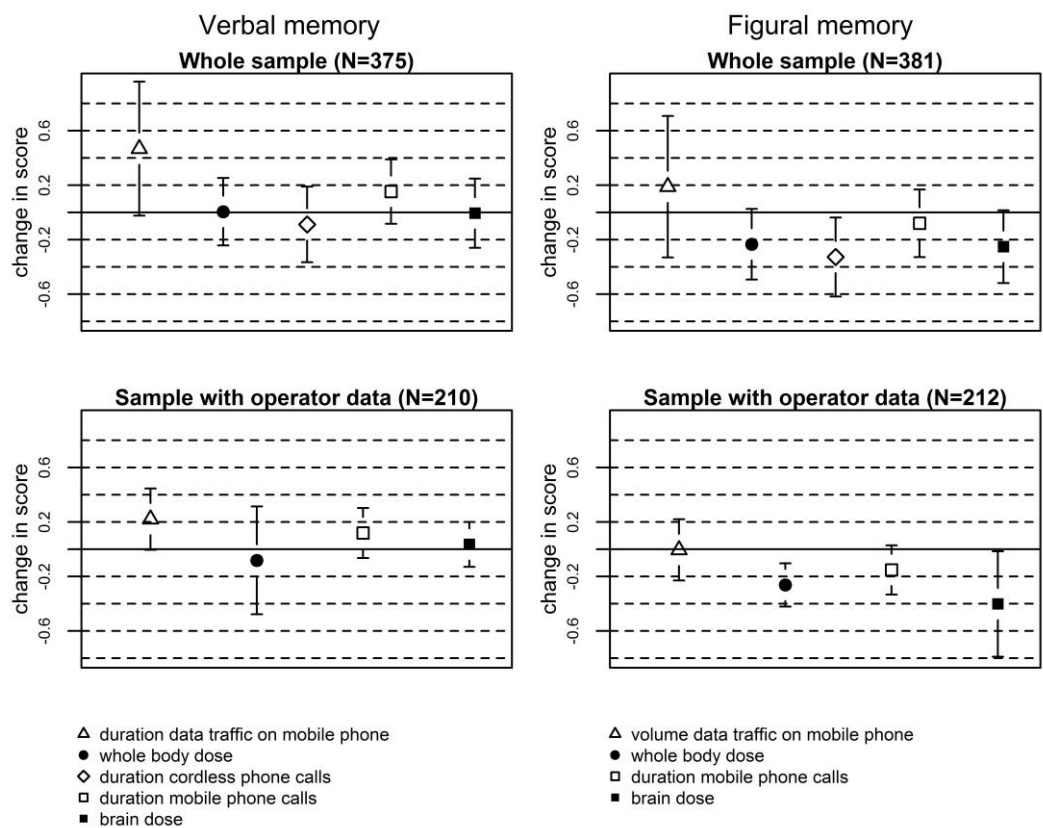 Verbal memory
Whole sample (N=375)
change in score
0.6
0.2
-0.2
-0.6
Figural memory
Whole sample (N=381)
change in score
0.6
0.2
-0.2
-0.6
Sample with operator data (N=210)
change in score
0.6
0.2
-0.2
-0.6
Sample with operator data (N=212)
change in score
0.6
0.2
-0.2
-0.6
duration data traffic on mobile phone
whole body dose
duration cordless phone calls
duration mobile phone calls
brain dose
volume data traffic on mobile phone
whole body dose
duration mobile phone calls
brain dose